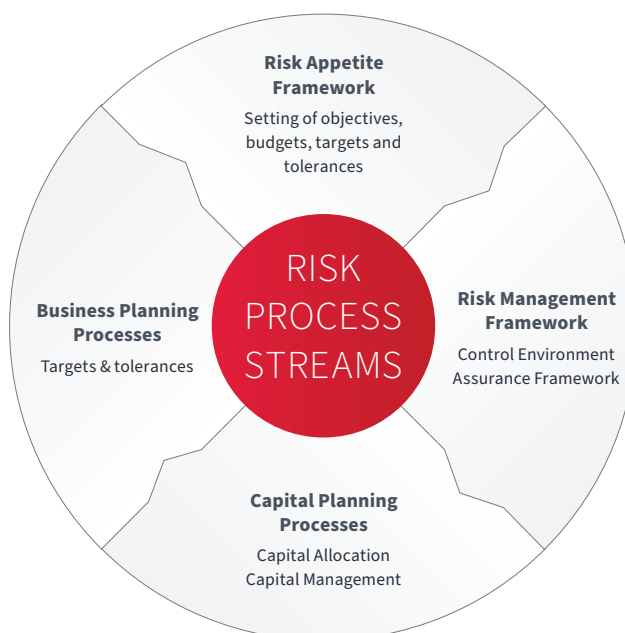 Risk Appetite
Framework
Setting of objectives,
budgets, targets and
tolerances
RISK
PROCESS
STREAMS
Business Planning
Processes
Targets & tolerances
Risk Management
Framework
Control Environment
Assurance Framework
Capital Planning
Processes
Capital Allocation
Capital Management